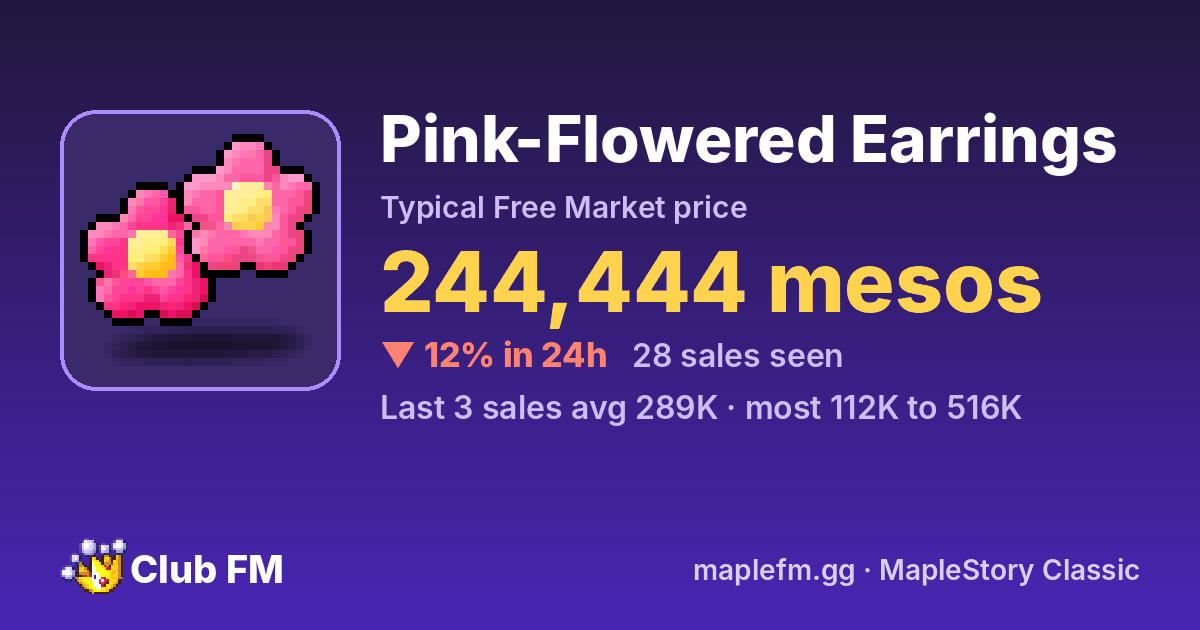 Pink-Flowered Earrings
Typical Free Market price
244,444 mesos
▼ 12% in 24h 28 sales seen
Last 3 sales avg 289K · most 112K to 516K
Club FM
maplefm.gg · MapleStory Classic